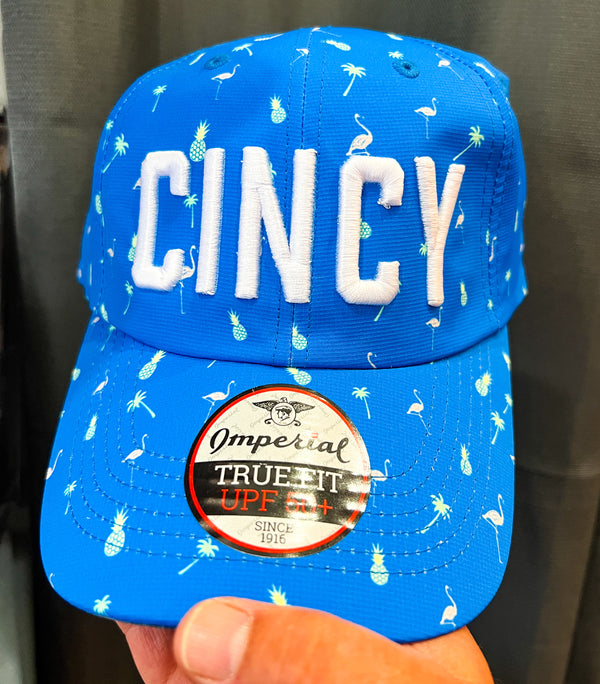 CINCY
Imperial
TRUE FIT
UPF 50+
SINCE
1916